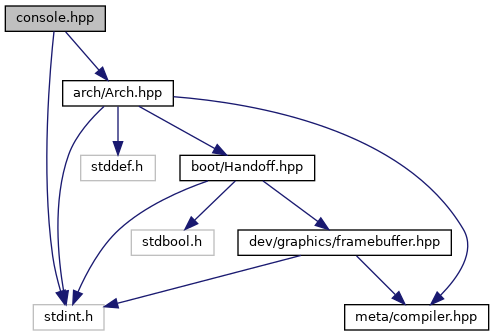 console.hpp
arch/Arch.hpp
stddef.h
boot/Handoff.hpp
stdbool.h
dev/graphics/framebuffer.hpp
stdint.h
meta/compiler.hpp